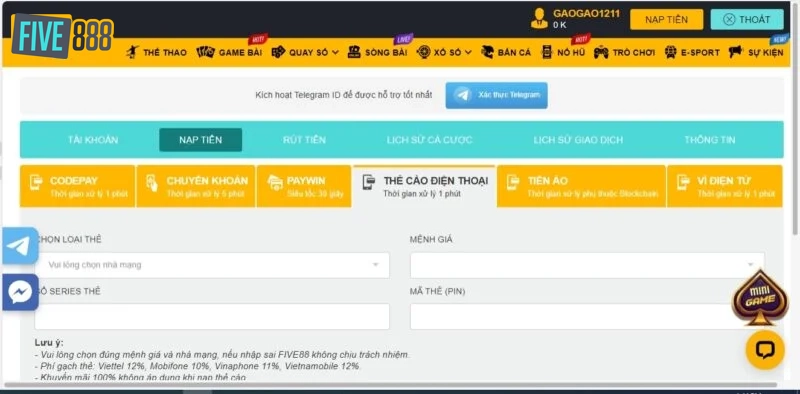 FIVE888
GAOGAO1211
0 K
NẠP TIỀN
THOÁT
HOT!
LIVE!
HOT!
NEW!
THỂ THAO
GAME BÀI
QUAY SỐ
SÒNG BÀI
XỔ SỐ
BẮN CÁ
NỔ HŨ
TRÒ CHƠI
E-SPORT
SỰ KIỆN
Kích hoạt Telegram ID để được hỗ trợ tốt nhất
Xác thực Telegram
TÀI KHOẢN
NẠP TIỀN
RÚT TIỀN
LỊCH SỬ CÁ CƯỢC
LỊCH SỬ GIAO DỊCH
THÔNG TIN
CODEPAY
Thời gian xử lý 1 phút
CHUYỂN KHOẢN
Thời gian xử lý 5 phút
PAYWIN
Siêu tốc 30 giây
THẺ CÀO ĐIỆN THOẠI
Thời gian xử lý 1 phút
TIỀN ẢO
Thời gian xử lý phụ thuộc Blockchain
VÍ ĐIỆN TỬ
Thời gian xử lý 1 phút
CHỌN LOẠI THẺ
MỆNH GIÁ
Vui lòng chọn nhà mạng
SỐ SERIES THẺ
MÃ THẺ (PIN)
mini
GAME
Lưu ý:
- Vui lòng chọn đúng mệnh giá và nhà mạng, nếu nhập sai FIVE88 không chịu trách nhiệm.
- Phí gạch thẻ: Viettel 12%, Mobifone 10%, Vinaphone 11%, Vietnamobile 12%.
- Khuyến mãi 100% không áp dụng khi nạp thẻ cào